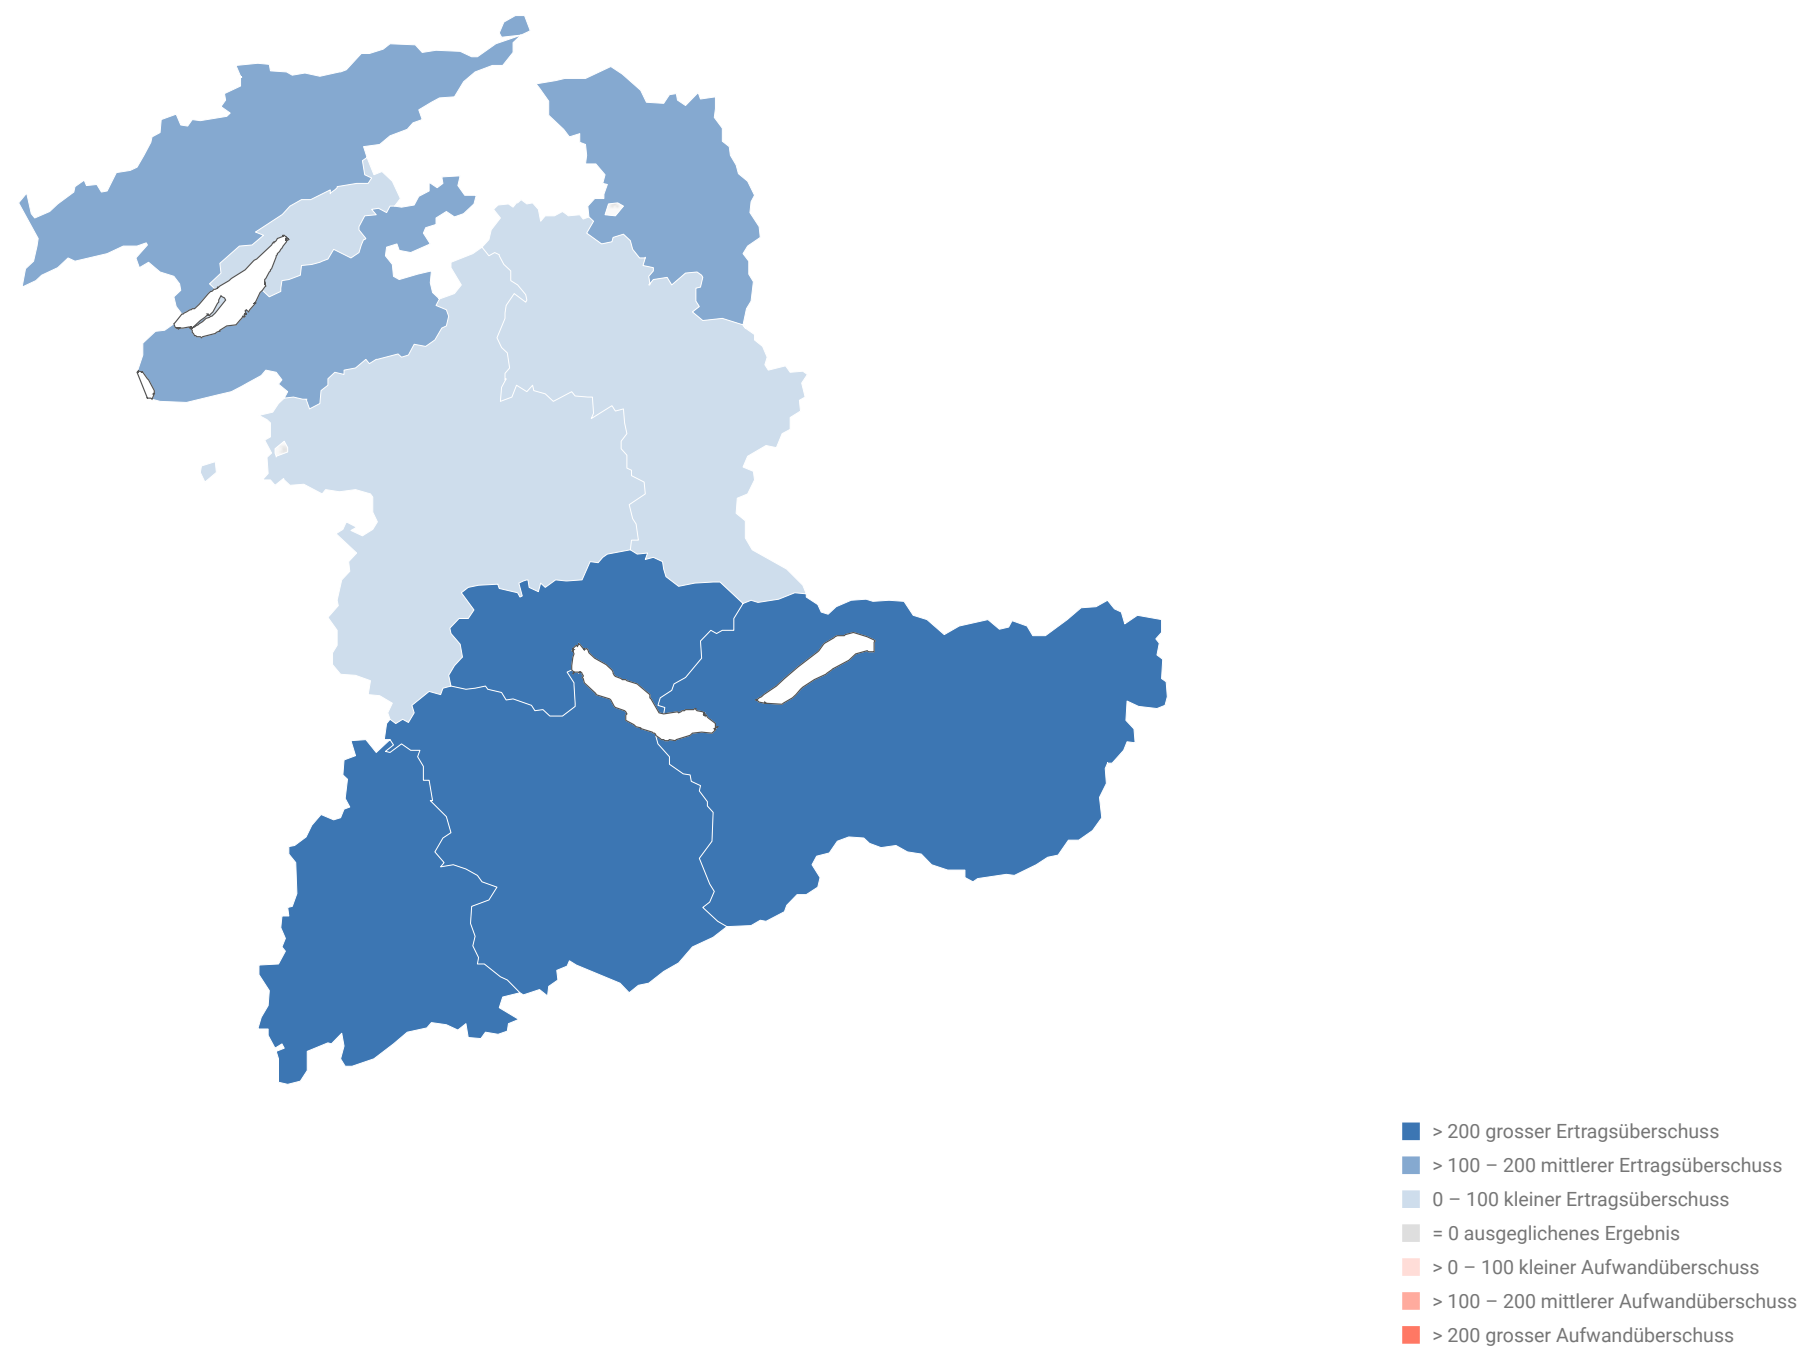 > 200 grosser Ertragsüberschuss
> 100 – 200 mittlerer Ertragsüberschuss
0 – 100 kleiner Ertragsüberschuss
= 0 ausgeglichenes Ergebnis
> 0 – 100 kleiner Aufwandüberschuss
> 100 – 200 mittlerer Aufwandüberschuss
> 200 grosser Aufwandüberschuss